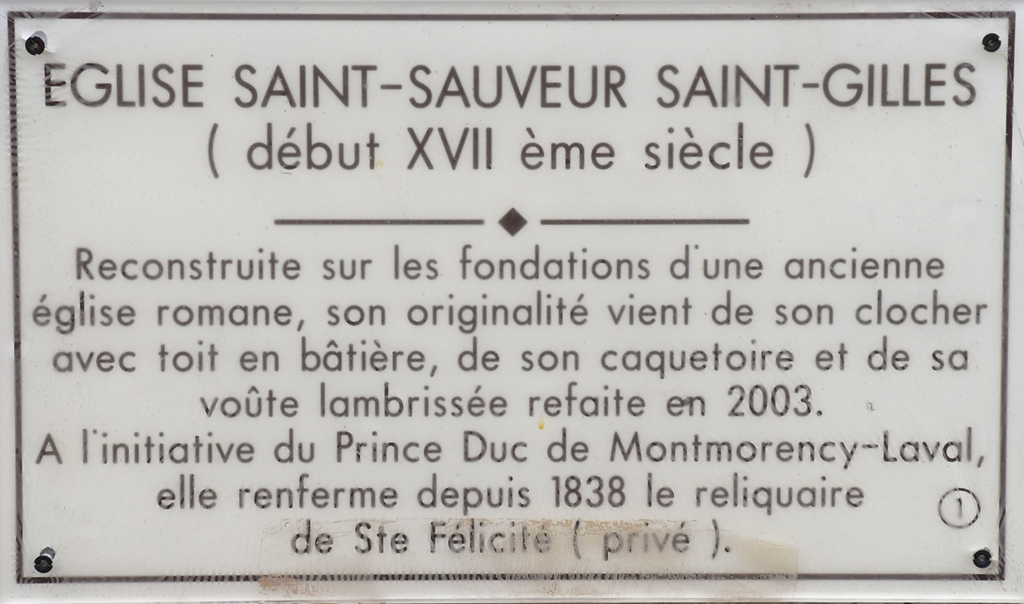 EGLISE SAINT-SAUVEUR SAINT-GILLES
( début XVII ème siècle )
Reconstruite sur les fondations d'une ancienne
église romane, son originalité vient de son clocher
avec toit en bâtière, de son caquetoire et de sa
voûte lambrissée refaite en 2003.
A l'initiative du Prince Duc de Montmorency-Laval,
elle renferme depuis 1838 le reliquaire
de Ste Félicité ( privé ).
1